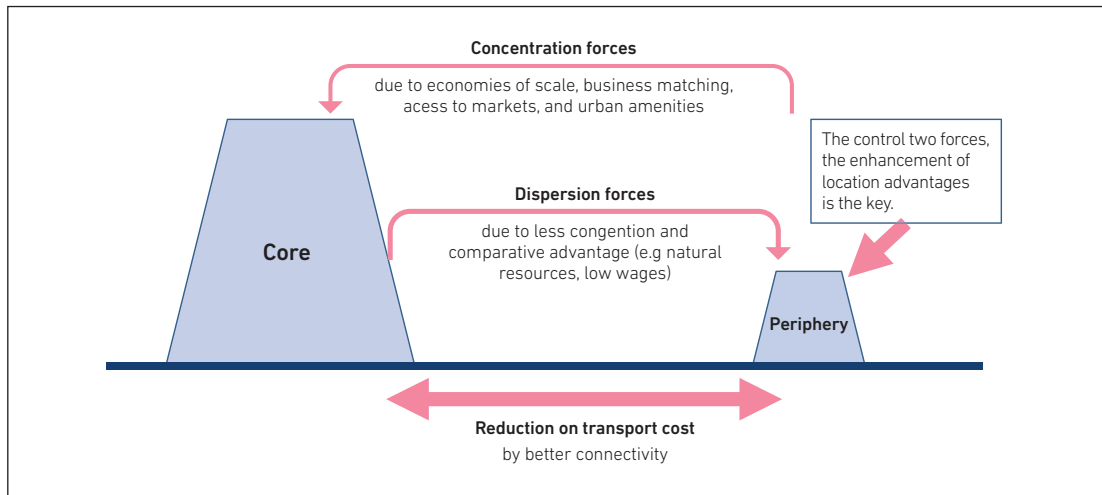 Concentration forces
due to economies of scale, business matching,
acess to markets, and urban amenities
The control two forces,
the enhancement of
location advantages
is the key.
Dispersion forces
due to less congention and
comparative advantage (e.g natural
resources, low wages)
Core
Periphery
Reduction on transport cost
by better connectivity